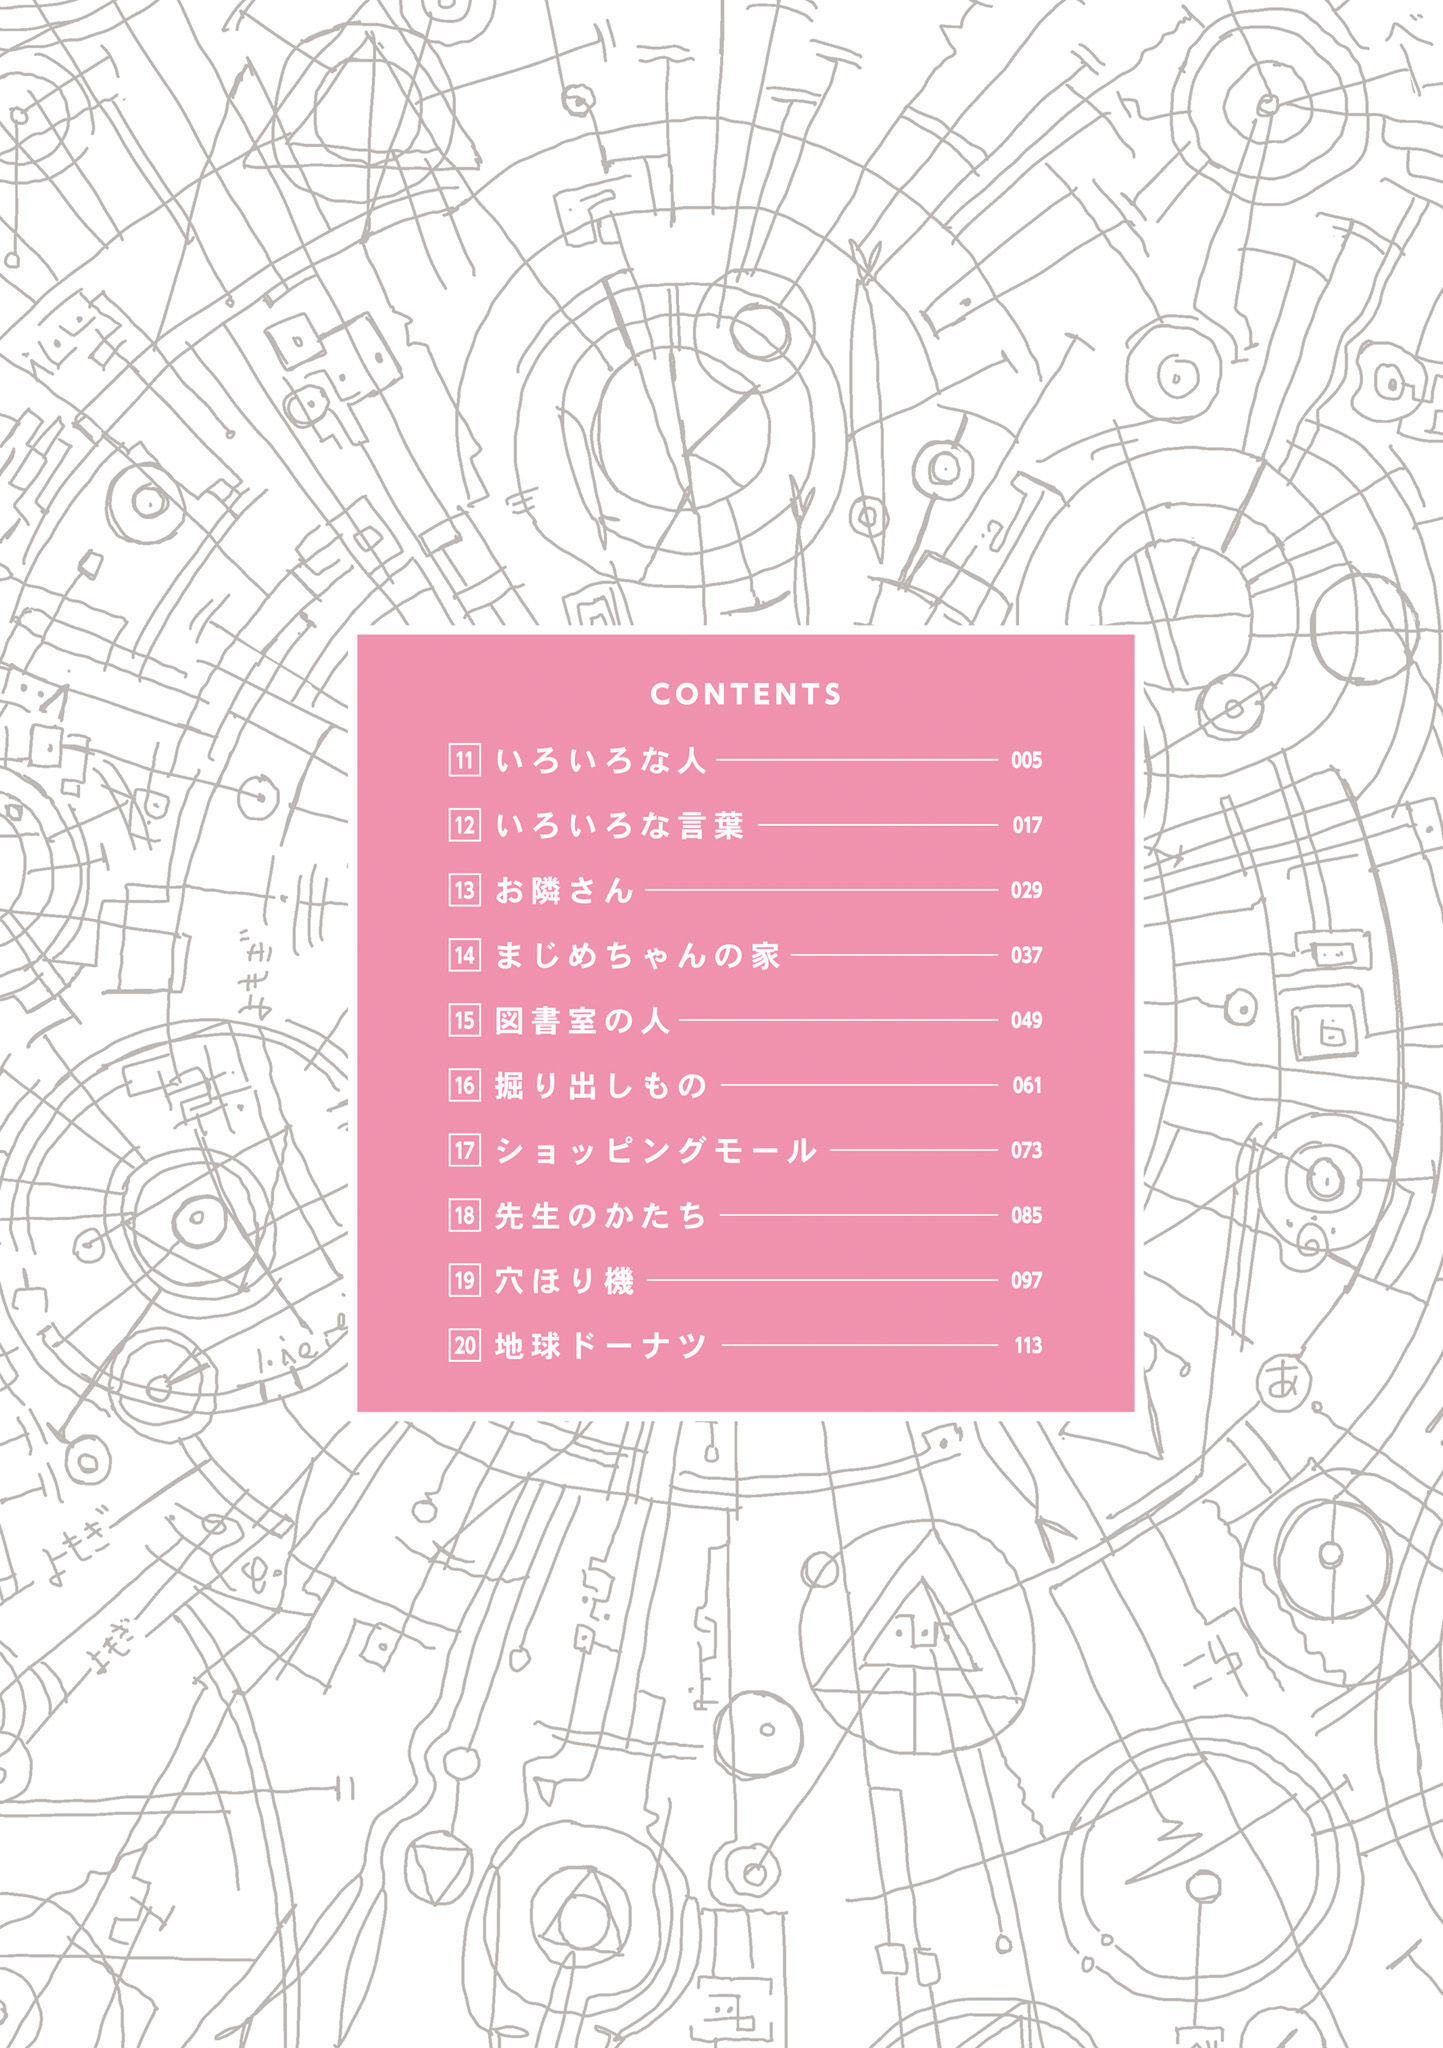 CONTENTS
11 いろいろな人 005
12 いろいろな言葉 017
13 お隣さん 029
14 まじめちゃんの家 037
15 図書室の人 049
16 掘り出しもの 061
17 ショッピングモール 073
18 先生のかたち 085
19 穴ほり機 097
20 地球ドーナツ 113
よもぎ
あ
よもぎ
よもぎ